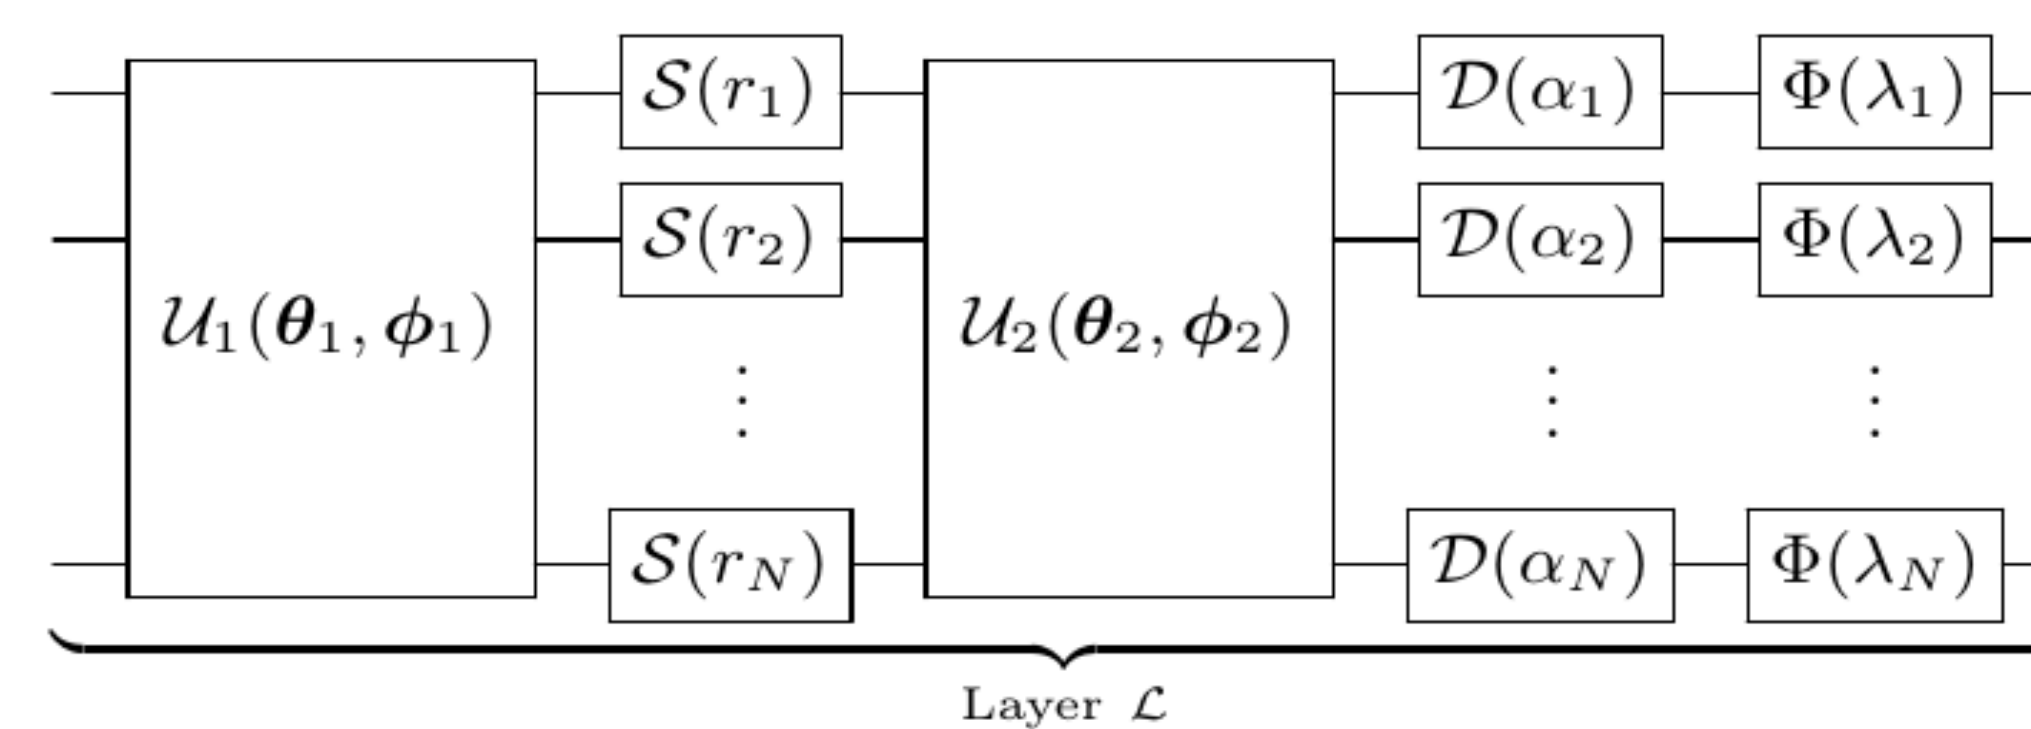 𝒮(r₁) 𝒟(α₁) Φ(λ₁)
𝒮(r₂) 𝒟(α₂) Φ(λ₂)
𝒰₁(𝜽₁, 𝝓₁) 𝒰₂(𝜽₂, 𝝓₂)
⋮ ⋮ ⋮
𝒮(r_N) 𝒟(α_N) Φ(λ_N)
Layer ℒ